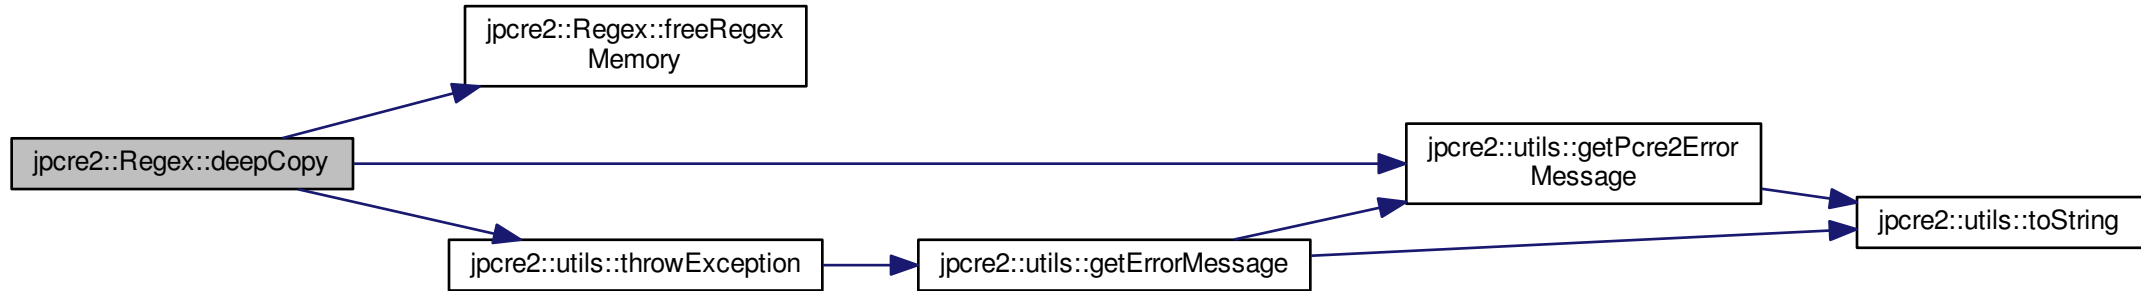 jpcre2::Regex::freeRegex
Memory
jpcre2::Regex::deepCopy
jpcre2::utils::getPcre2Error
Message
jpcre2::utils::toString
jpcre2::utils::throwException
jpcre2::utils::getErrorMessage